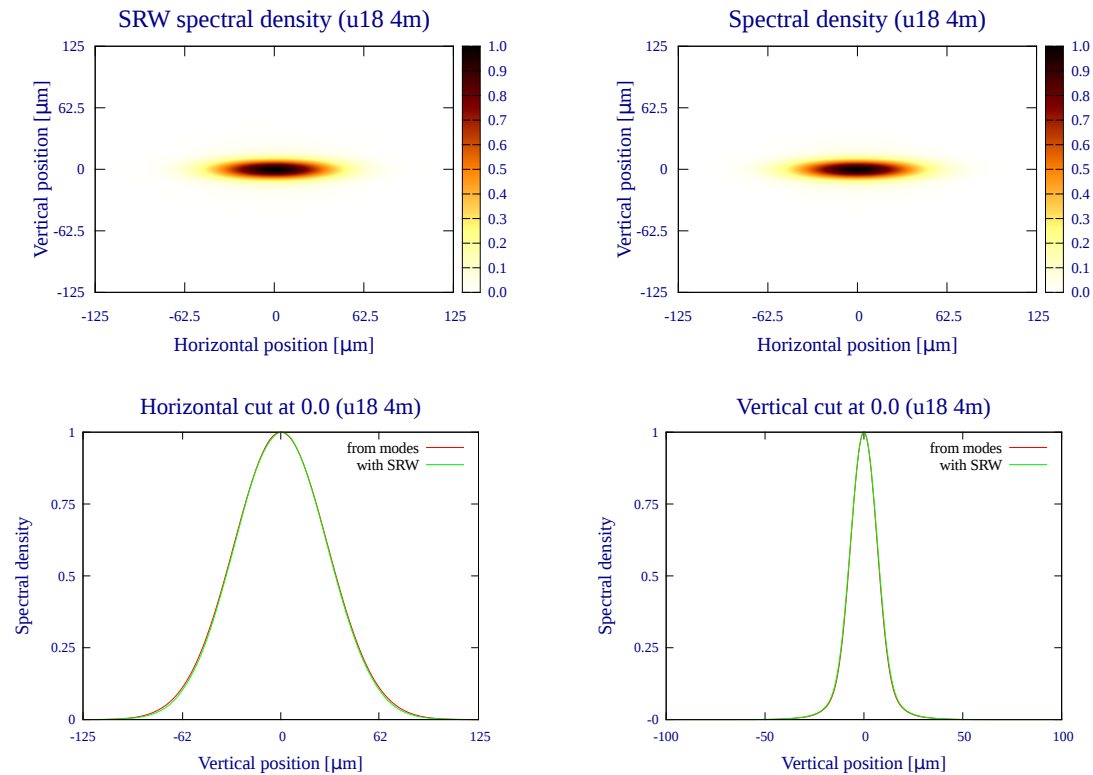 SRW spectral density (u18 4m)
125
62.5
0
-62.5
-125
Vertical position [μm]
-125 -62.5 0 62.5 125
Horizontal position [μm]
1.0
0.9
0.8
0.7
0.6
0.5
0.4
0.3
0.2
0.1
0.0
Spectral density (u18 4m)
125
62.5
0
-62.5
-125
Vertical position [μm]
-125 -62.5 0 62.5 125
Horizontal position [μm]
1.0
0.9
0.8
0.7
0.6
0.5
0.4
0.3
0.2
0.1
0.0
Horizontal cut at 0.0 (u18 4m)
from modes
with SRW
1
0.75
0.5
0.25
0
Spectral density
-125 -62 0 62 125
Vertical position [μm]
Vertical cut at 0.0 (u18 4m)
from modes
with SRW
1
0.75
0.5
0.25
-0
Spectral density
-100 -50 0 50 100
Vertical position [μm]